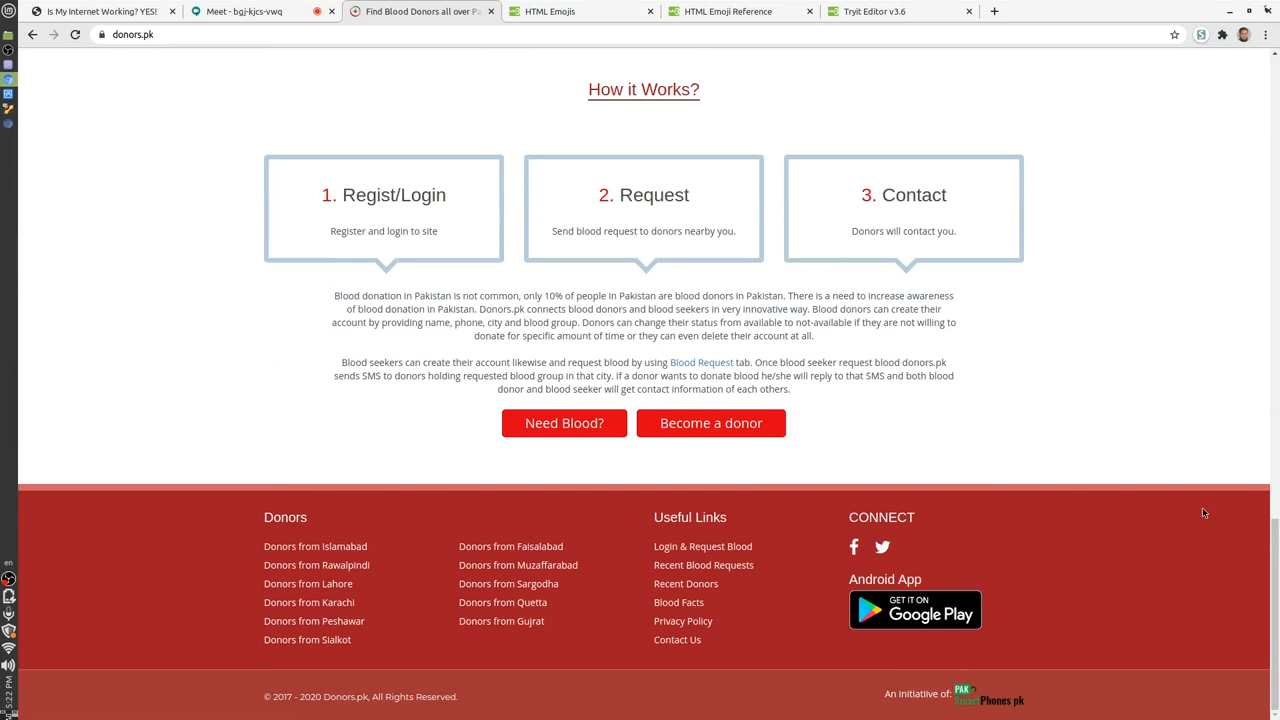 Is My Internet Working? YES!
Meet - bgj-kjcs-vwq
Find Blood Donors all over Pa
HTML Emojis
HTML Emoji Reference
Tryit Editor v3.6
donors.pk
How it Works?
1. Regist/Login
Register and login to site
2. Request
Send blood request to donors nearby you.
3. Contact
Donors will contact you.
Blood donation in Pakistan is not common, only 10% of people in Pakistan are blood donors in Pakistan. There is a need to increase awareness
of blood donation in Pakistan. Donors.pk connects blood donors and blood seekers in very innovative way. Blood donors can create their
account by providing name, phone, city and blood group. Donors can change their status from available to not-available if they are not willing to
donate for specific amount of time or they can even delete their account at all.
Blood seekers can create their account likewise and request blood by using Blood Request tab. Once blood seeker request blood donors.pk
sends SMS to donors holding requested blood group in that city. If a donor wants to donate blood he/she will reply to that SMS and both blood
donor and blood seeker will get contact information of each others.
Need Blood?
Become a donor
Donors
Donors from Islamabad
Donors from Rawalpindi
Donors from Lahore
Donors from Karachi
Donors from Peshawar
Donors from Sialkot
Donors from Faisalabad
Donors from Muzaffarabad
Donors from Sargodha
Donors from Quetta
Donors from Gujrat
Useful Links
Login & Request Blood
Recent Blood Requests
Recent Donors
Blood Facts
Privacy Policy
Contact Us
CONNECT
Android App
GET IT ON
Google Play
© 2017 - 2020 Donors.pk, All Rights Reserved.
An initiatiive of:
PAK
SmartPhones pk
en
5:22 PM